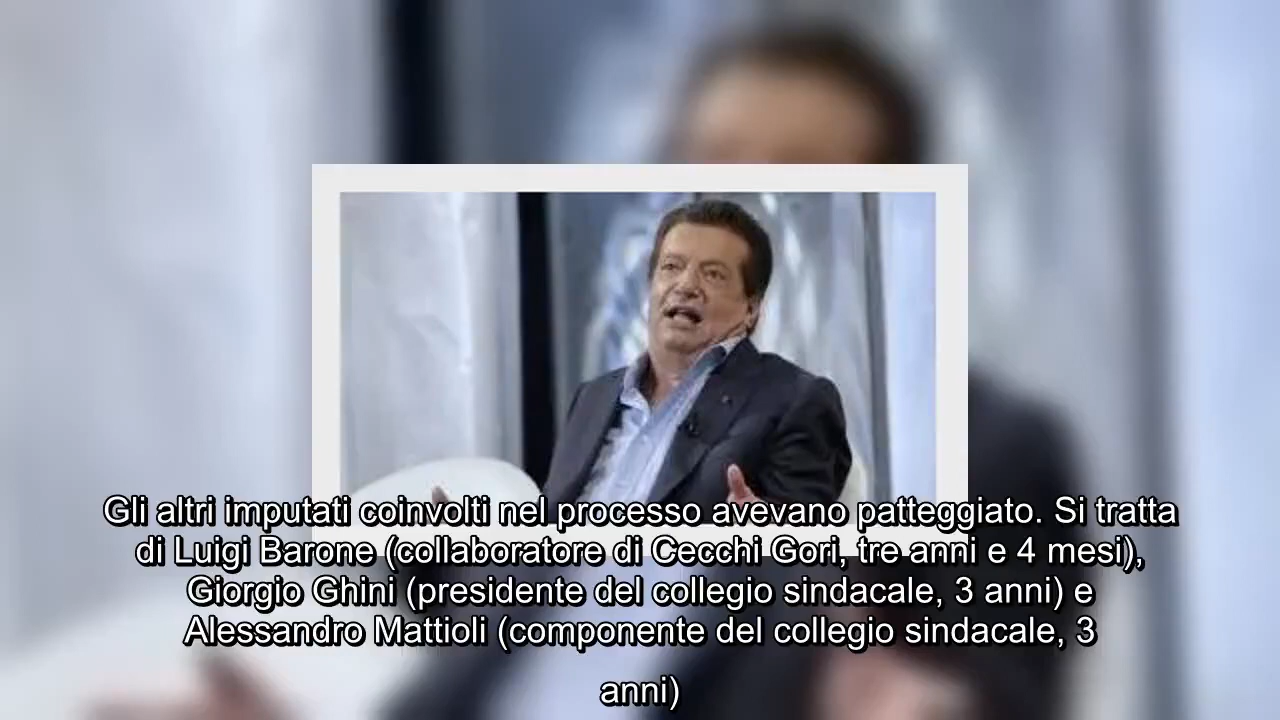 Gli altri imputati coinvolti nel processo avevano patteggiato. Si tratta
di Luigi Barone (collaboratore di Cecchi Gori, tre anni e 4 mesi),
Giorgio Ghini (presidente del collegio sindacale, 3 anni) e
Alessandro Mattioli (componente del collegio sindacale, 3
anni)